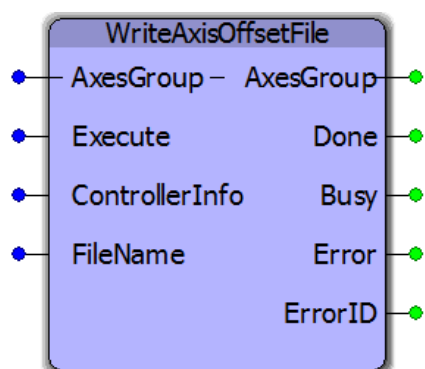 WriteAxisOffsetFile
AxesGroup – AxesGroup
Execute Done
ControllerInfo Busy
FileName Error
ErrorID